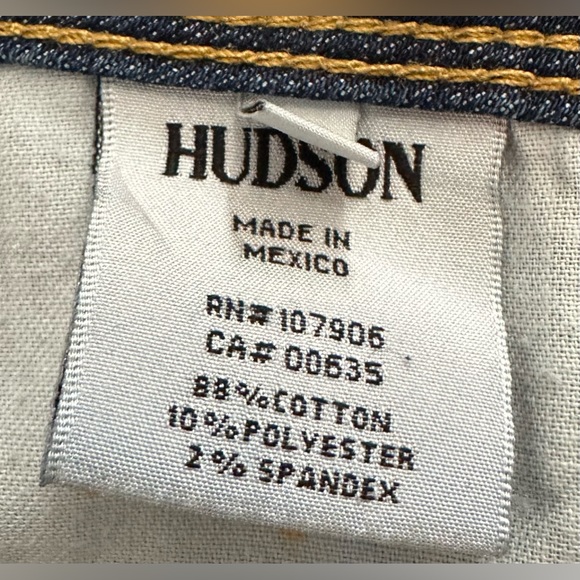 HUDSON
MADE IN
MEXICO
RN# 107906
CA# 00635
88% COTTON
10% POLYESTER
2% SPANDEX